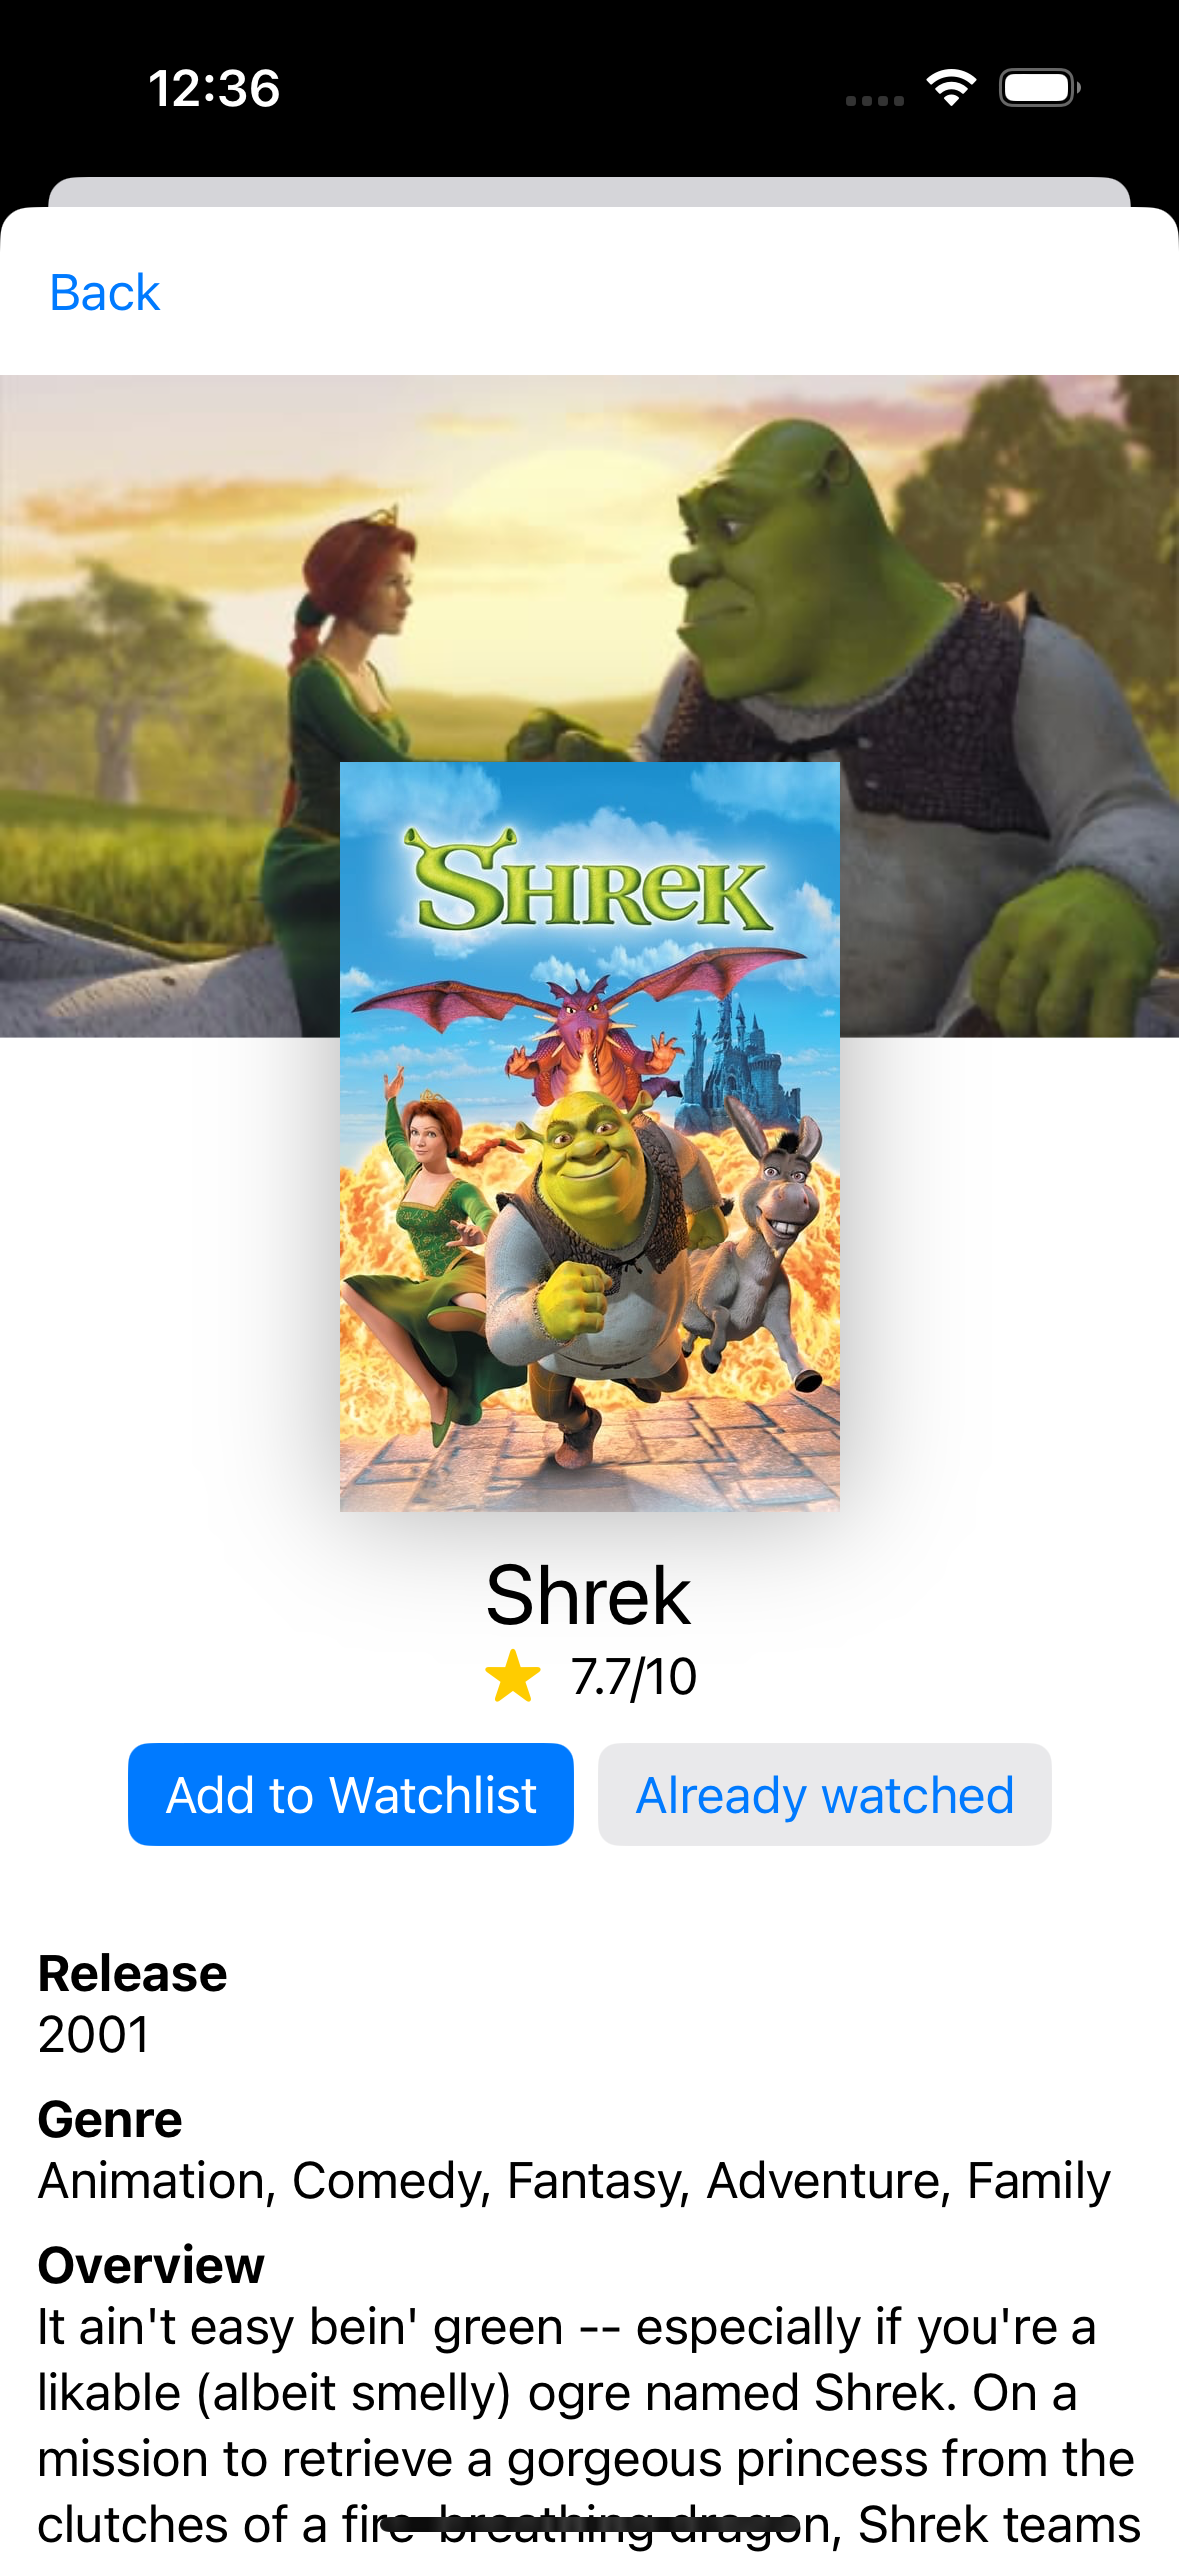 12:36
Back
SHREK
Shrek
7.7/10
Add to Watchlist
Already watched
Release
2001
Genre
Animation, Comedy, Fantasy, Adventure, Family
Overview
It ain't easy bein' green -- especially if you're a
likable (albeit smelly) ogre named Shrek. On a
mission to retrieve a gorgeous princess from the
clutches of a fire-breathing dragon, Shrek teams